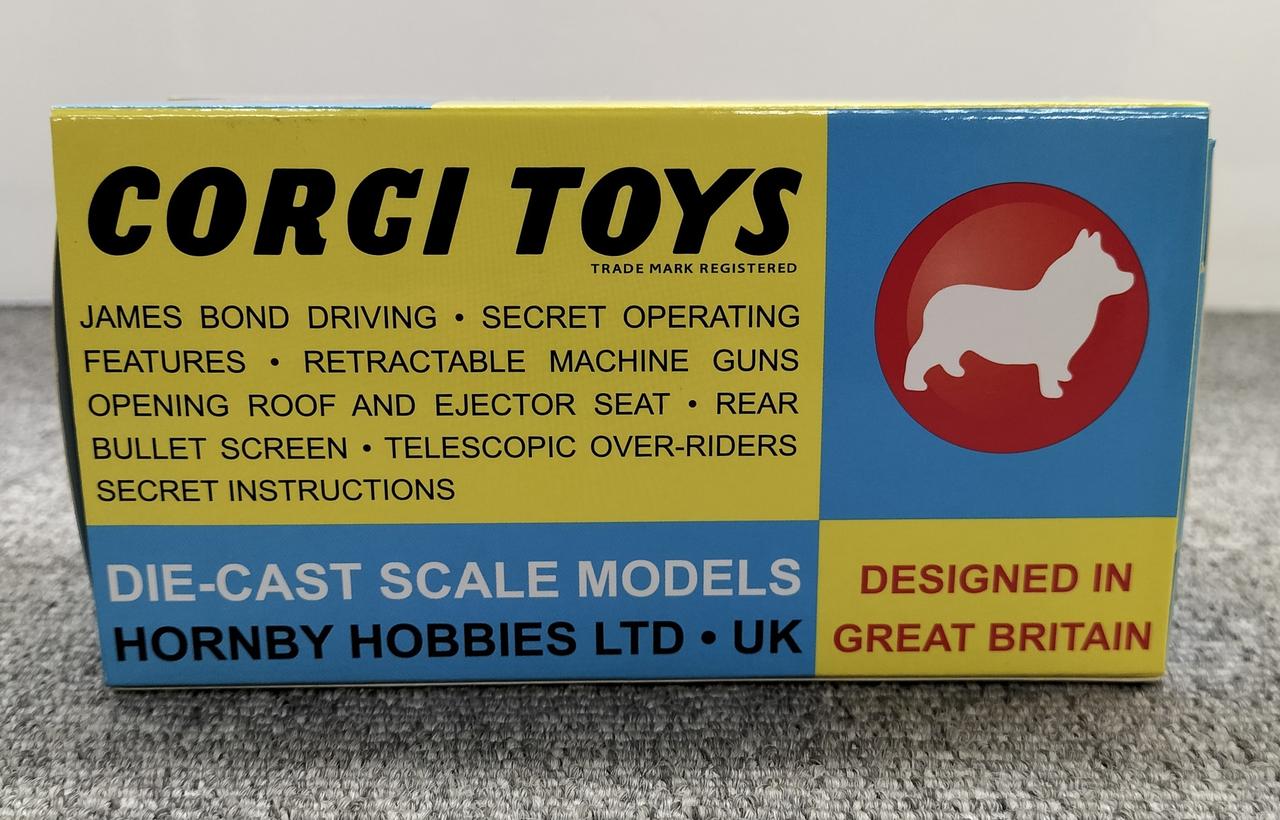 CORGI TOYS
TRADE MARK REGISTERED
JAMES BOND DRIVING • SECRET OPERATING
FEATURES • RETRACTABLE MACHINE GUNS
OPENING ROOF AND EJECTOR SEAT • REAR
BULLET SCREEN • TELESCOPIC OVER-RIDERS
SECRET INSTRUCTIONS
DIE-CAST SCALE MODELS
HORNBY HOBBIES LTD • UK
DESIGNED IN
GREAT BRITAIN